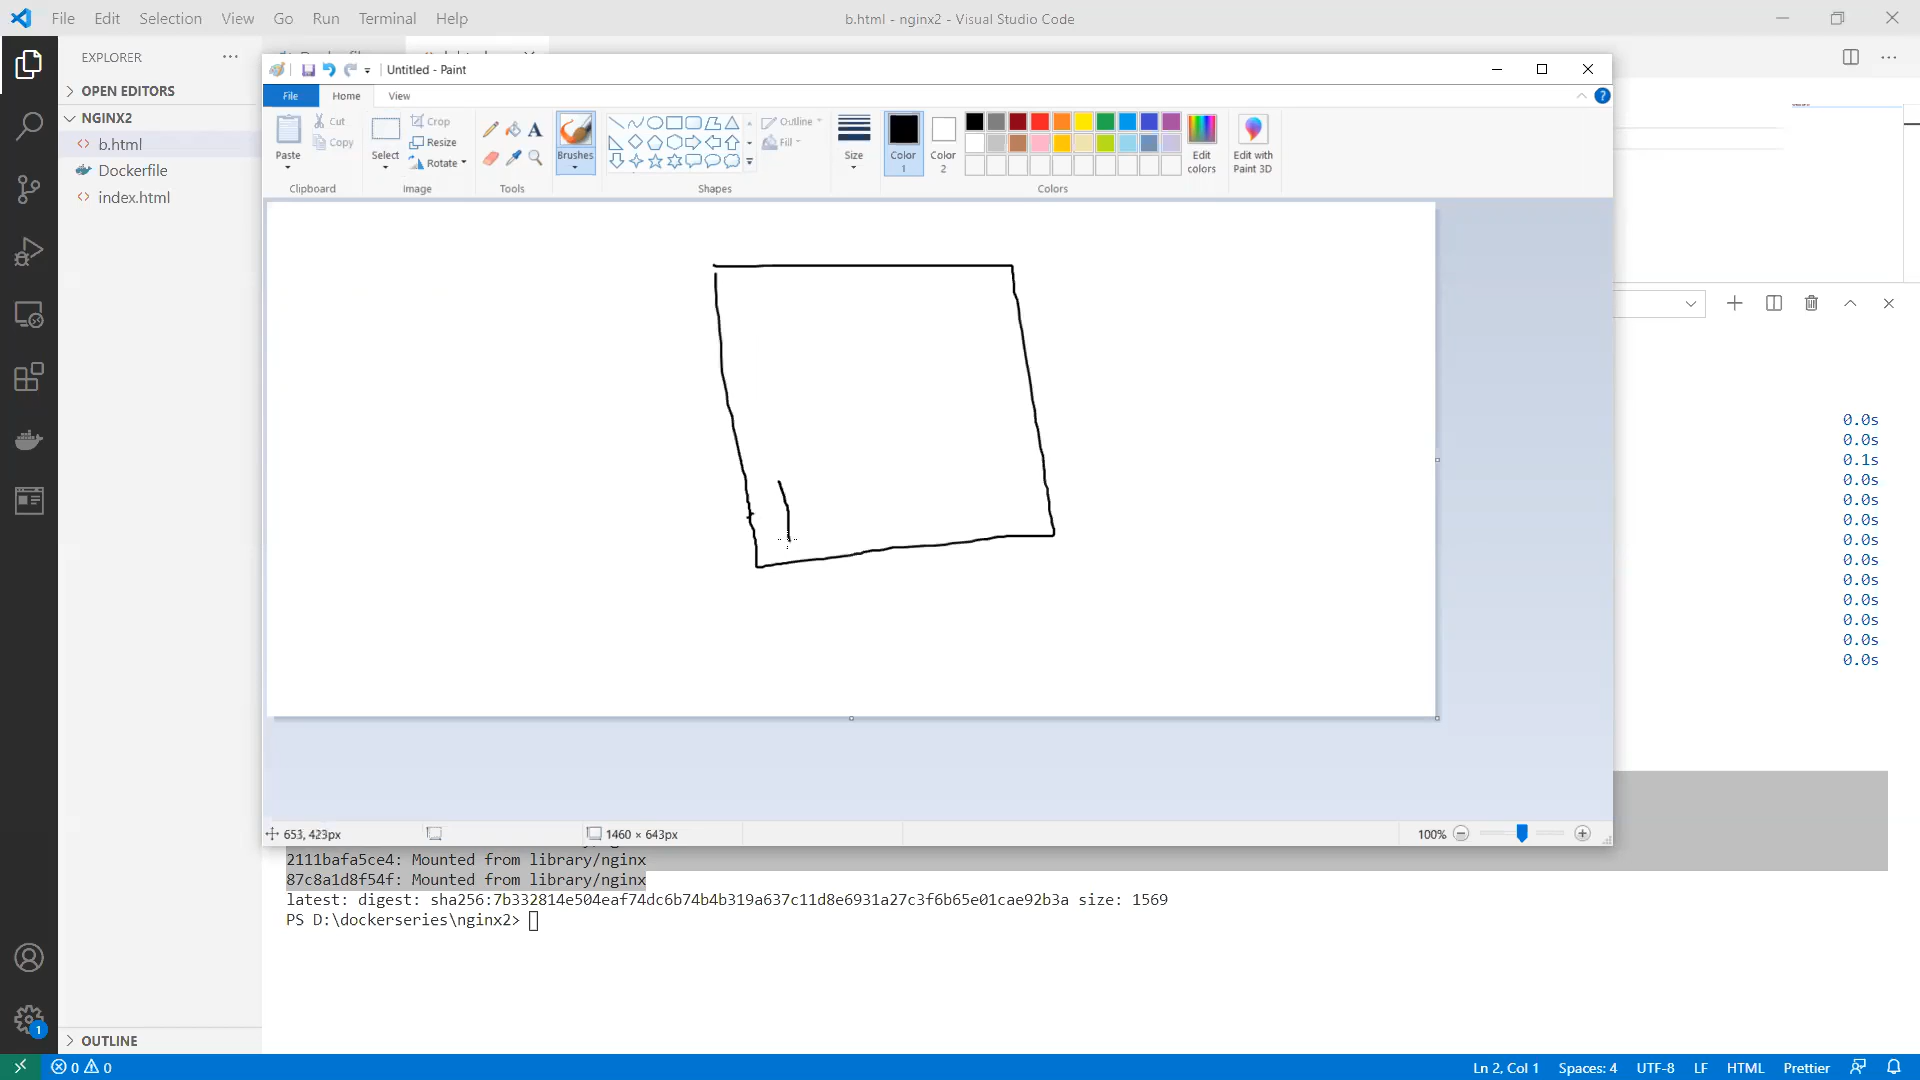 File Edit Selection View Go Run Terminal Help
b.html - nginx2 - Visual Studio Code
EXPLORER
OPEN EDITORS
NGINX2
b.html
Dockerfile
index.html
Untitled - Paint
File Home View
Paste
Cut
Copy
Clipboard
Select
Crop
Resize
Rotate
Image
A
Tools
Brushes
Shapes
Outline
Fill
Size
Color 1
Color 2
Edit colors
Colors
Edit with Paint 3D
653, 423px
1460 × 643px
100%
0.0s
0.0s
0.1s
0.0s
0.0s
0.0s
0.0s
0.0s
0.0s
0.0s
0.0s
0.0s
0.0s
2111bafa5ce4: Mounted from library/nginx
87c8a1d8f54f: Mounted from library/nginx
latest: digest: sha256:7b332814e504eaf74dc6b74b4b319a637c11d8e6931a27c3f6b65e01cae92b3a size: 1569
PS D:\dockerseries\nginx2>
OUTLINE
1
0 0
Ln 2, Col 1 Spaces: 4 UTF-8 LF HTML Prettier